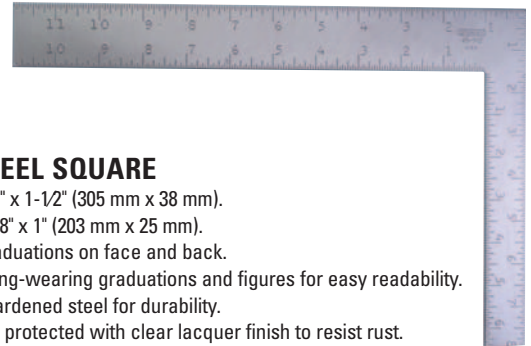 11 10 9 8 7 6 5 4 3 2 1
10 9 8 7 6 5 4 3 2 1
EEL SQUARE
" x 1-1⁄2" (305 mm x 38 mm).
8" x 1" (203 mm x 25 mm).
aduations on face and back.
ng-wearing graduations and figures for easy readability.
ardened steel for durability.
protected with clear lacquer finish to resist rust.